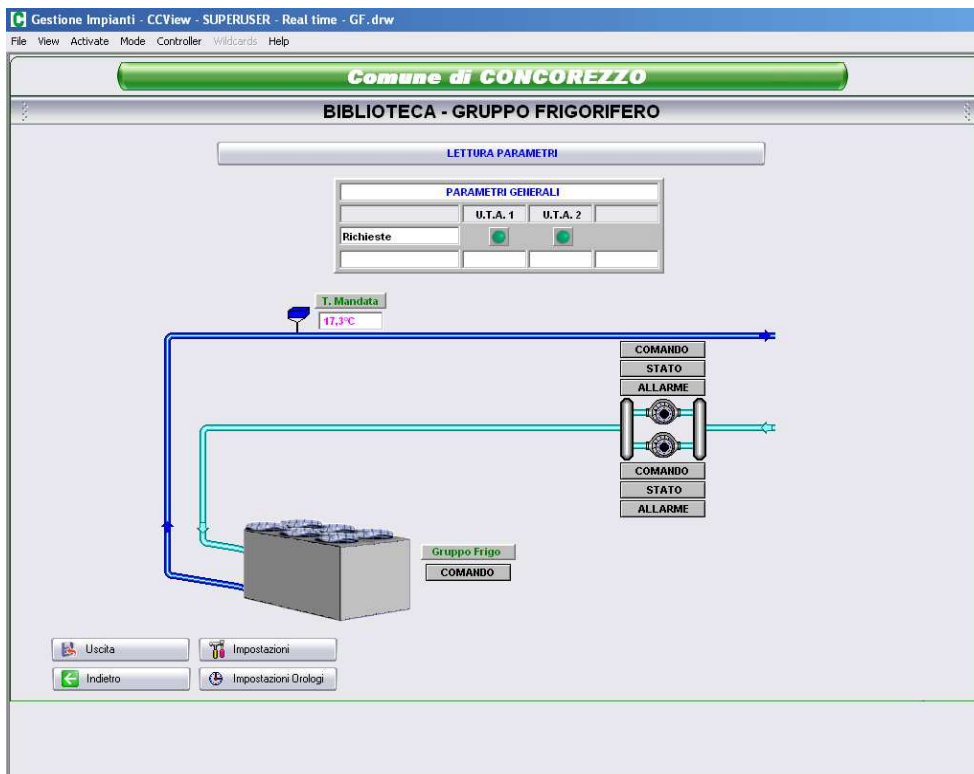 Gestione Impianti - CCView - SUPERUSER - Real time - GF.drw
File View Activate Mode Controller Wildcards Help
Comune di CONCOREZZO
BIBLIOTECA - GRUPPO FRIGORIFERO
LETTURA PARAMETRI
PARAMETRI GENERALI
U.T.A. 1 U.T.A. 2
Richieste
T. Mandata
17,3°C
COMANDO
STATO
ALLARME
COMANDO
STATO
ALLARME
Gruppo Frigo
COMANDO
Uscita Impostazioni
Indietro Impostazioni Orologi